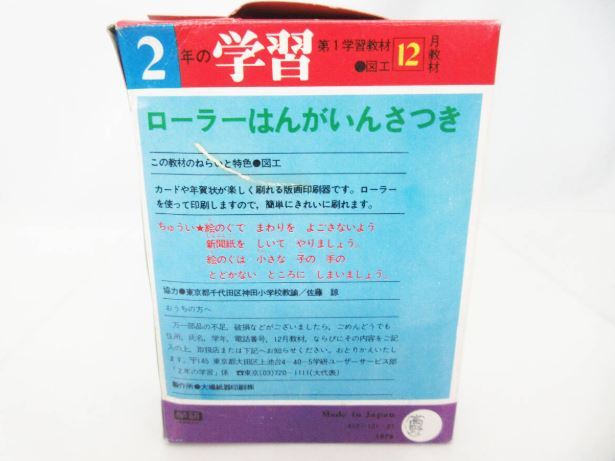 2年の学習 第1学習教材 ●図工 12月教材
ローラーはんがいんさつき
この教材のねらいと特色●図工
カードや年賀状が楽しく刷れる版画印刷器です。ローラー
を使って印刷しますので、簡単にきれいに刷れます。
ちゅうい★絵のぐて まわりを よごさないよう
新聞紙を しいて やりましょう。
絵のぐは 小さな 子の 手の
とどかない ところに しまいましょう。
協力●東京都千代田区神田小学校教諭/佐藤 諒
おうちの方へ
万一部品の不足、破損などがございましたら、ごめんどうでも
住所、氏名、学年、電話番号、12月教材、ならびにその内容をご記
入の上、取扱店または下記へお知らせください。おとりかえいたし
ます。〒145 東京都大田区上池台4-40-5学研ユーザーサービス部
「2年の学習」係 ☎東京(03)720-1111(大代表)
製作所●大場紙器印刷㈱
学研
Made in Japan